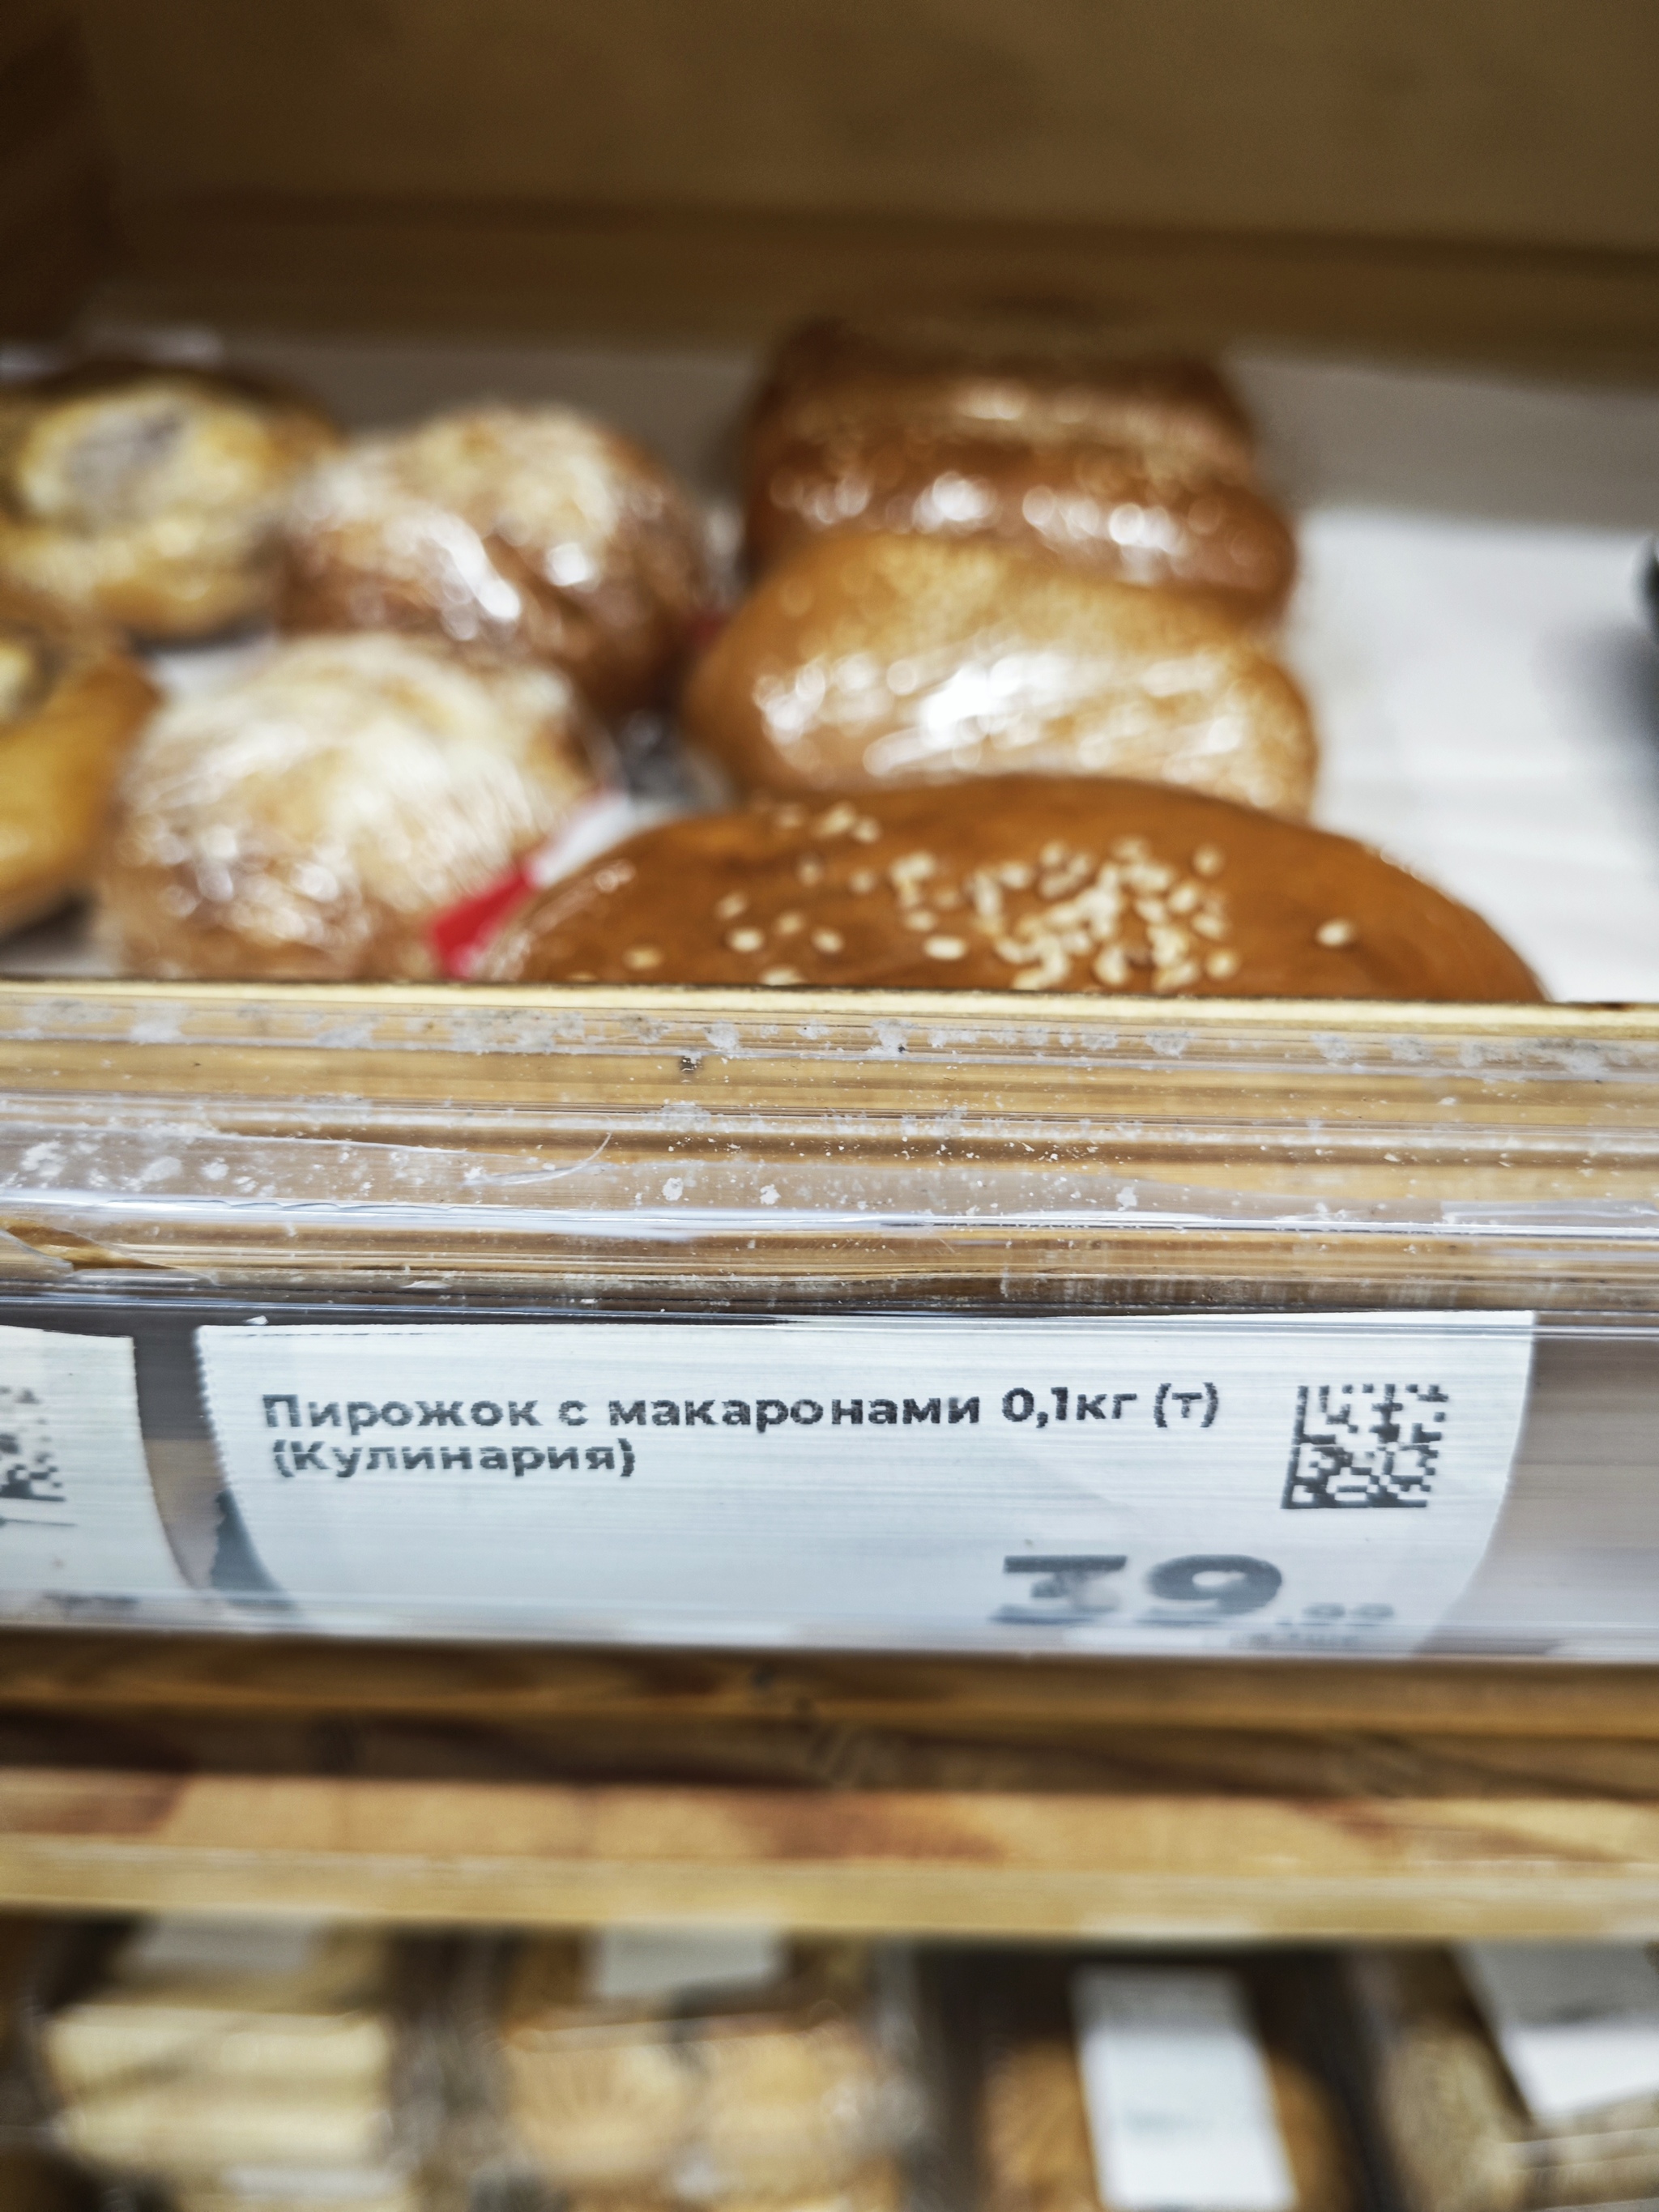 Пирожок с макаронами 0,1кг (т)
(Кулинария)
39